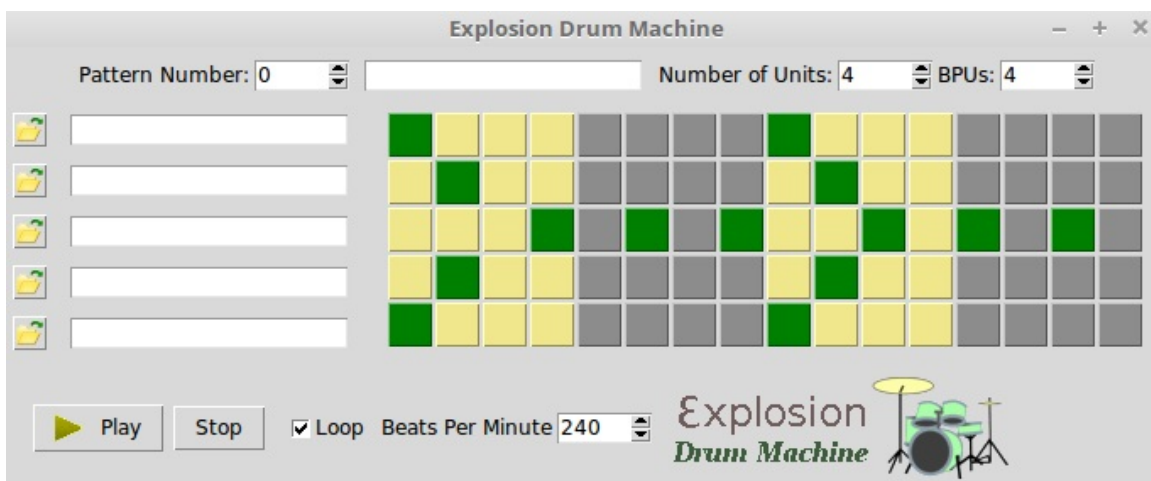 Explosion Drum Machine
Pattern Number: 0 Number of Units: 4 BPUs: 4
Play Stop Loop Beats Per Minute 240
Ɛxplosion
Drum Machine